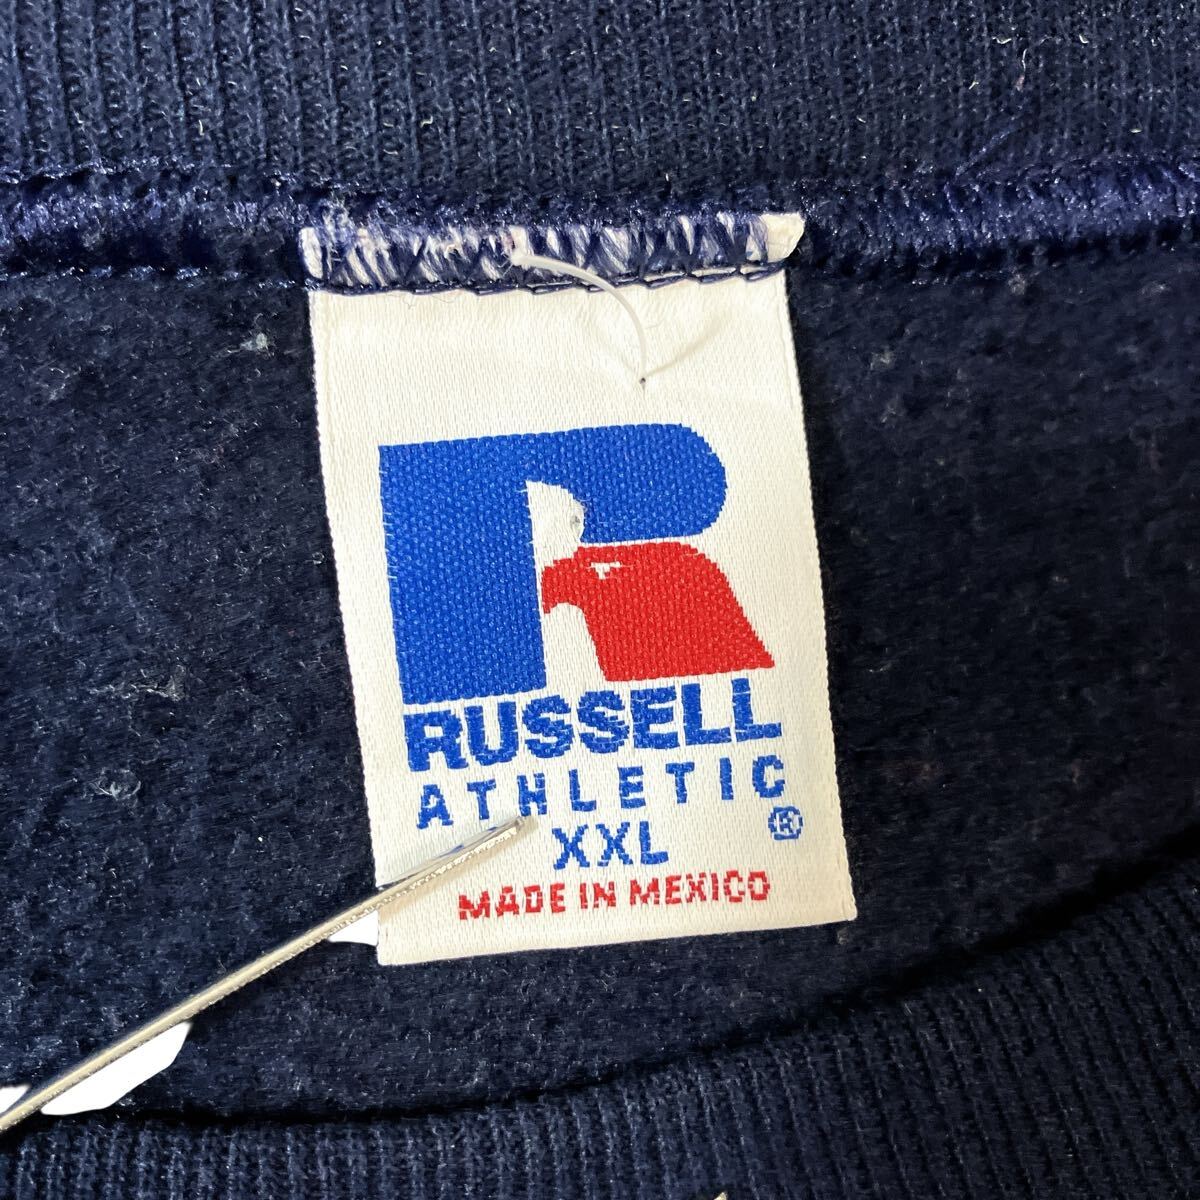 R
RUSSELL
ATHLETIC
XXL ®
MADE IN MEXICO